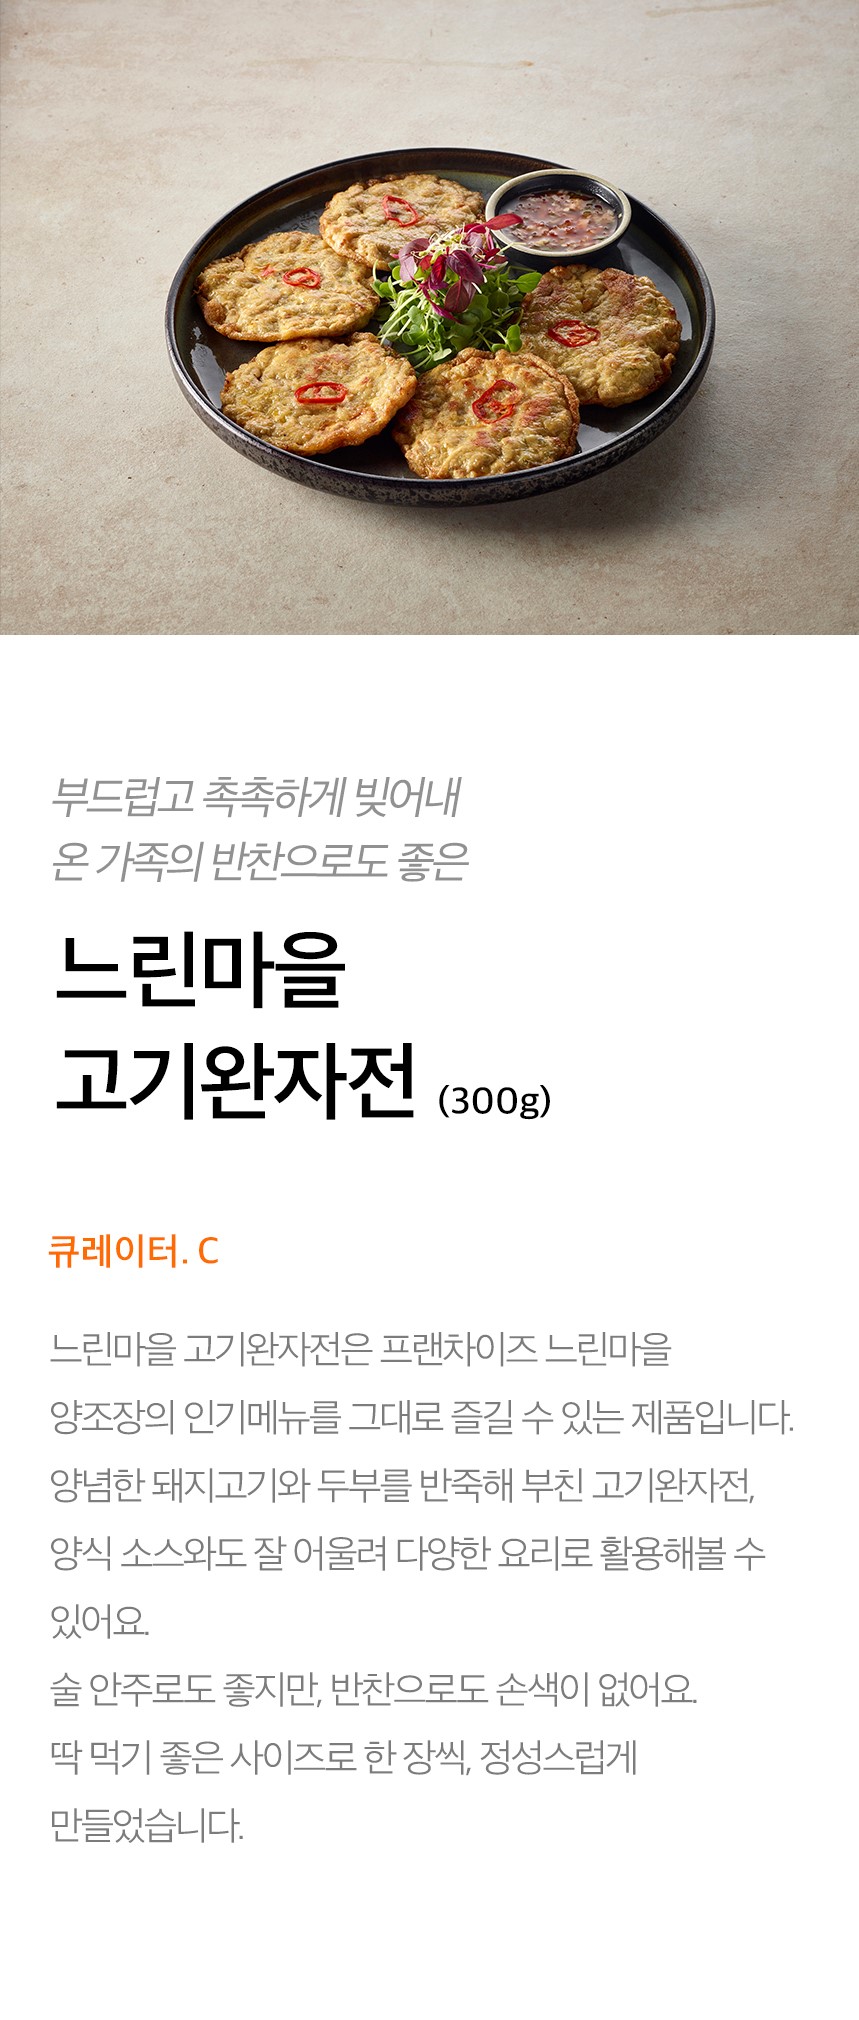 부드럽고 촉촉하게 빚어내
온 가족의 반찬으로도 좋은
느린마을
고기완자전 (300g)
큐레이터. C
느린마을 고기완자전은 프랜차이즈 느린마을
양조장의 인기메뉴를 그대로 즐길 수 있는 제품입니다.
양념한 돼지고기와 두부를 반죽해 부친 고기완자전,
양식 소스와도 잘 어울려 다양한 요리로 활용해볼 수
있어요.
술 안주로도 좋지만, 반찬으로도 손색이 없어요.
딱 먹기 좋은 사이즈로 한 장씩, 정성스럽게
만들었습니다.